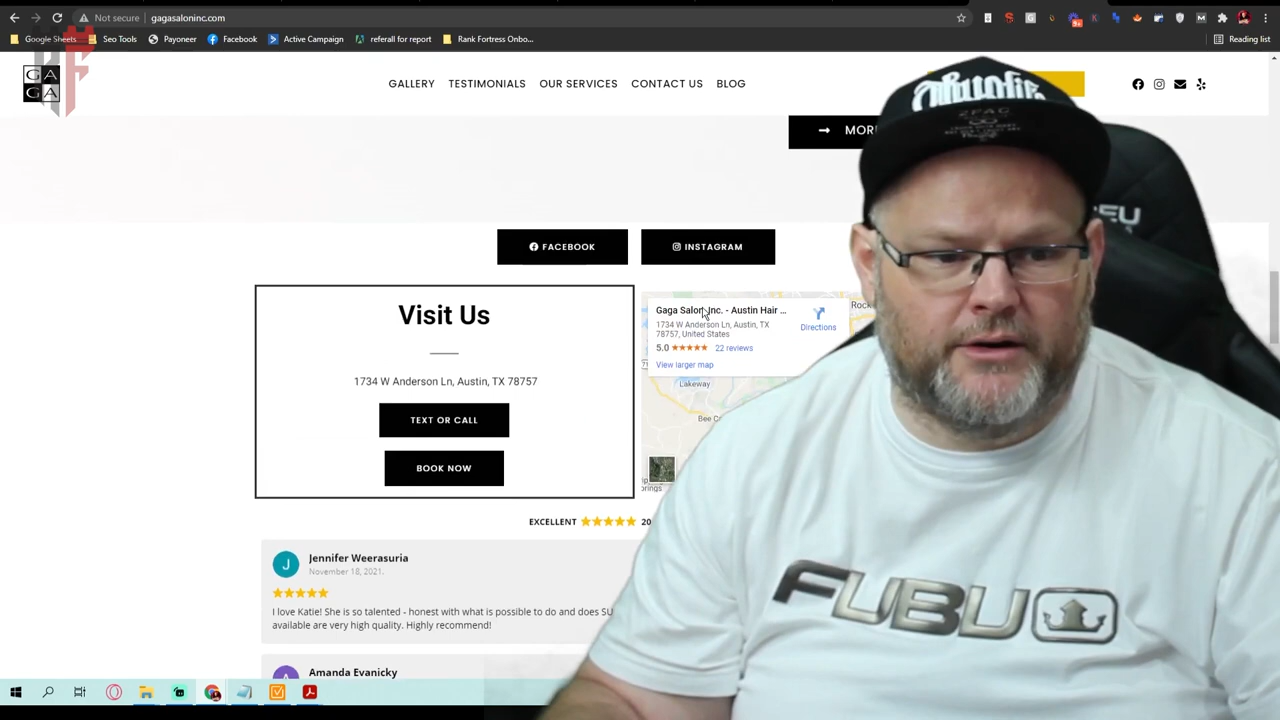 Not secure | gagasaloninc.com
Google Sheets
SEO Tools
Payoneer
Facebook
Active Campaign
referall for report
Rank Fortress Onbo...
Reading list
GA
GA
GALLERY
TESTIMONIALS
OUR SERVICES
CONTACT US
BLOG
FACEBOOK
INSTAGRAM
Visit Us
1734 W Anderson Ln, Austin, TX 78757
TEXT OR CALL
BOOK NOW
Gaga Salon Inc. - Austin Hair ...
1734 W Anderson Ln, Austin, TX
78757, United States
5.0
22 reviews
View larger map
Directions
Lakeway
EXCELLENT
J
Jennifer Weerasuria
November 18, 2021.
I love Katie! She is so talented - honest with what is possible to do and does
available are very high quality. Highly recommend!
Amanda Evanicky
FUBU